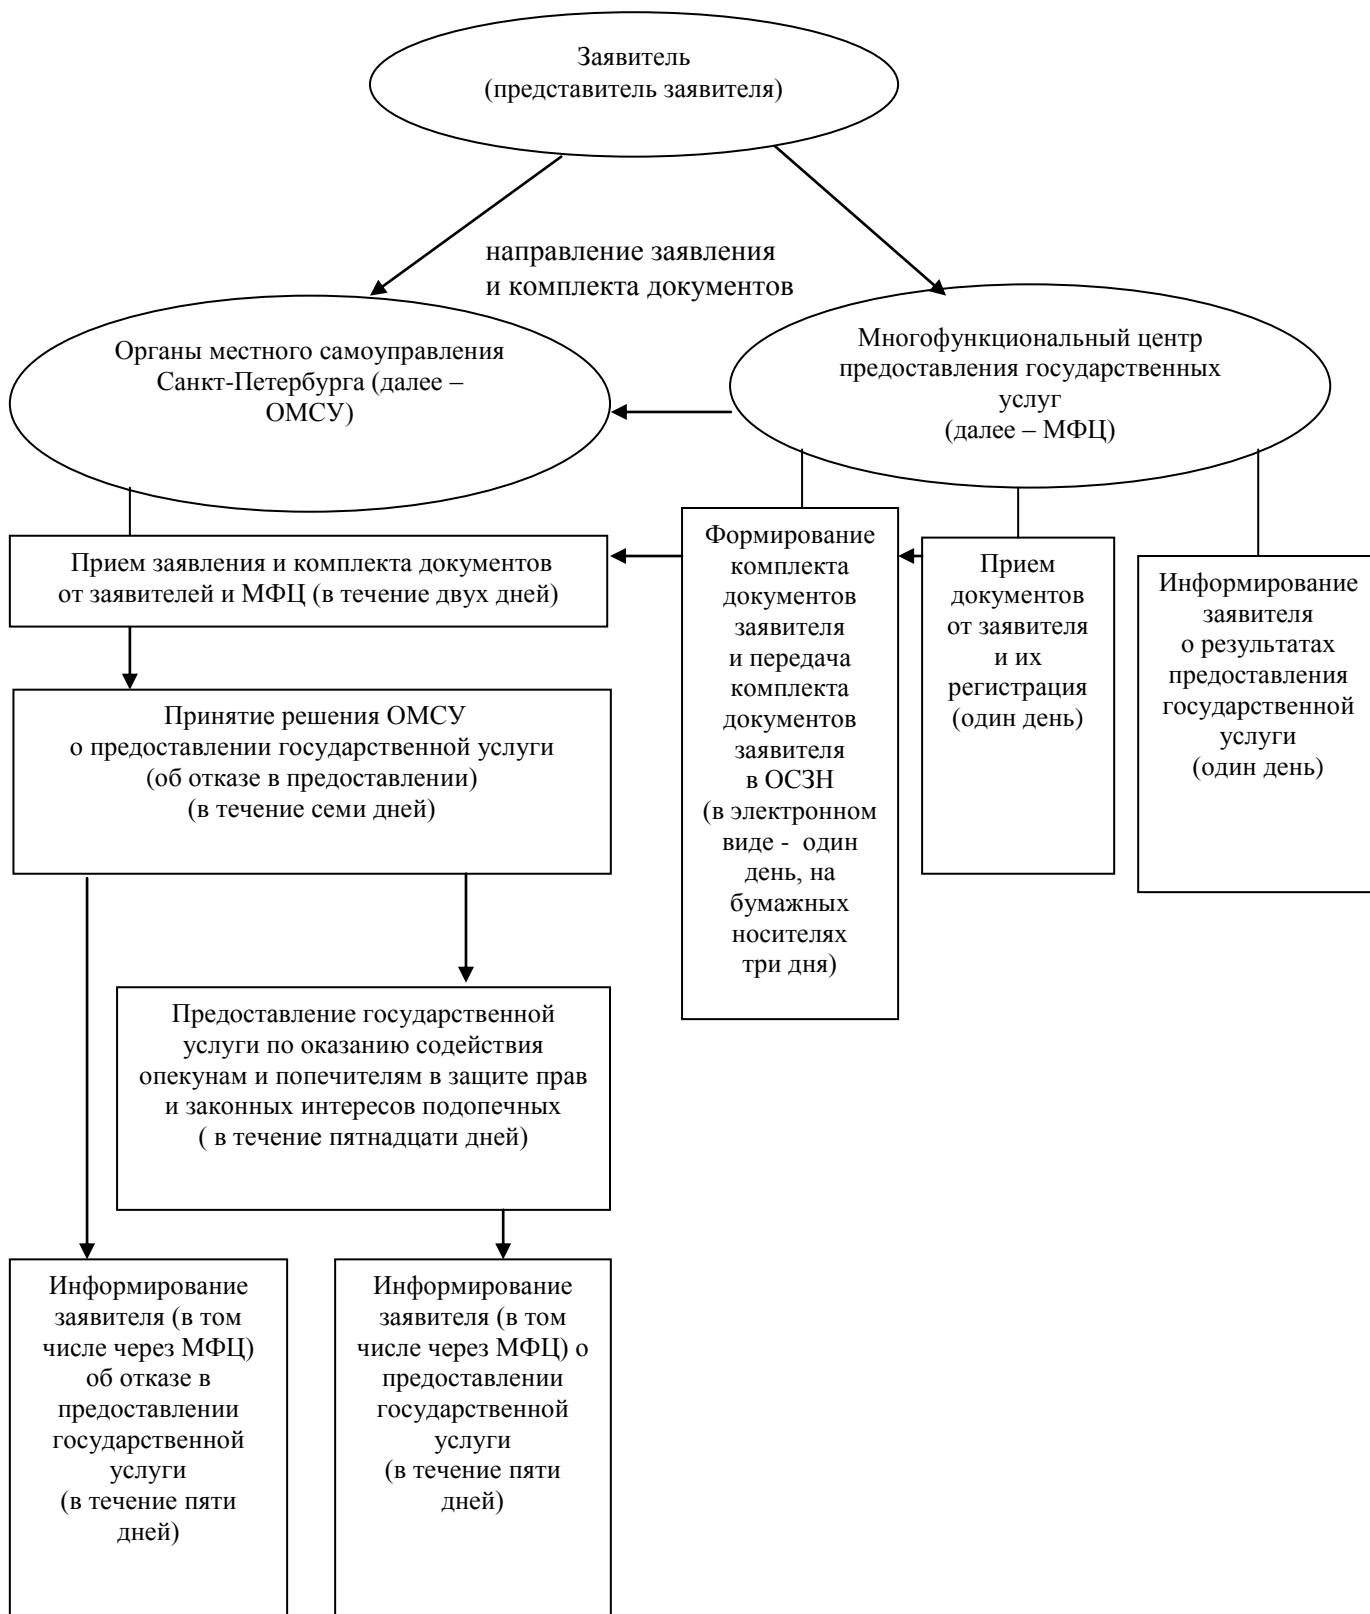 Заявитель
(представитель заявителя)
направление заявления
и комплекта документов
Органы местного самоуправления
Санкт-Петербурга (далее –
ОМСУ)
Многофункциональный центр
предоставления государственных
услуг
(далее – МФЦ)
Прием заявления и комплекта документов
от заявителей и МФЦ (в течение двух дней)
Формирование
комплекта
документов
заявителя
и передача
комплекта
документов
заявителя
в ОСЗН
(в электронном
виде - один
день, на
бумажных
носителях
три дня)
Прием
документов
от заявителя
и их
регистрация
(один день)
Информирование
заявителя
о результатах
предоставления
государственной
услуги
(один день)
Принятие решения ОМСУ
о предоставлении государственной услуги
(об отказе в предоставлении)
(в течение семи дней)
Предоставление государственной
услуги по оказанию содействия
опекунам и попечителям в защите прав
и законных интересов подопечных
( в течение пятнадцати дней)
Информирование
заявителя (в том
числе через МФЦ)
об отказе в
предоставлении
государственной
услуги
(в течение пяти
дней)
Информирование
заявителя (в том
числе через МФЦ) о
предоставлении
государственной
услуги
(в течение пяти
дней)